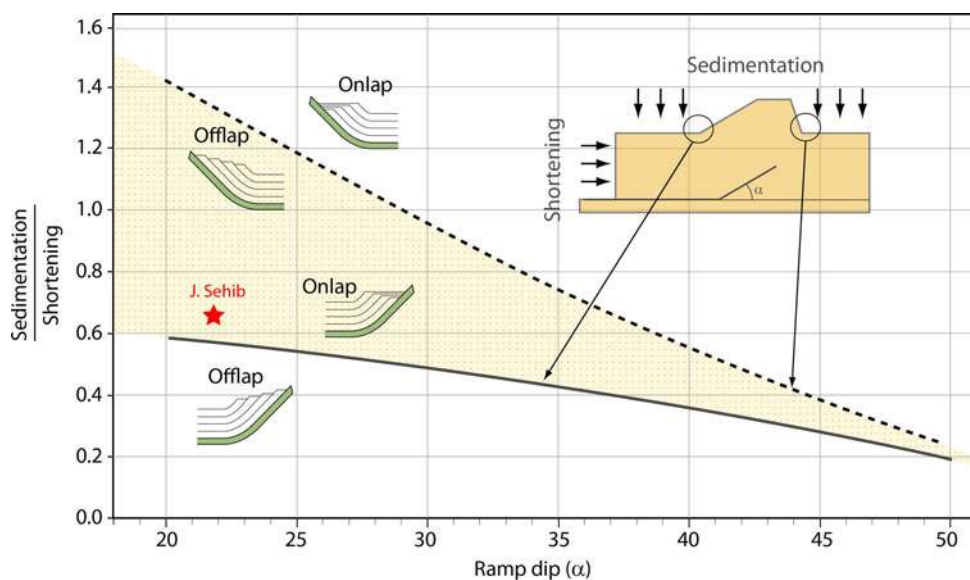 1.6
1.4
1.2
1.0
0.8
0.6
0.4
0.2
0.0
Sedimentation
Shortening
Onlap
Offlap
J. Sehib
Onlap
Offlap
Sedimentation
Shortening
α
20
25
30
35
40
45
50
Ramp dip (α)